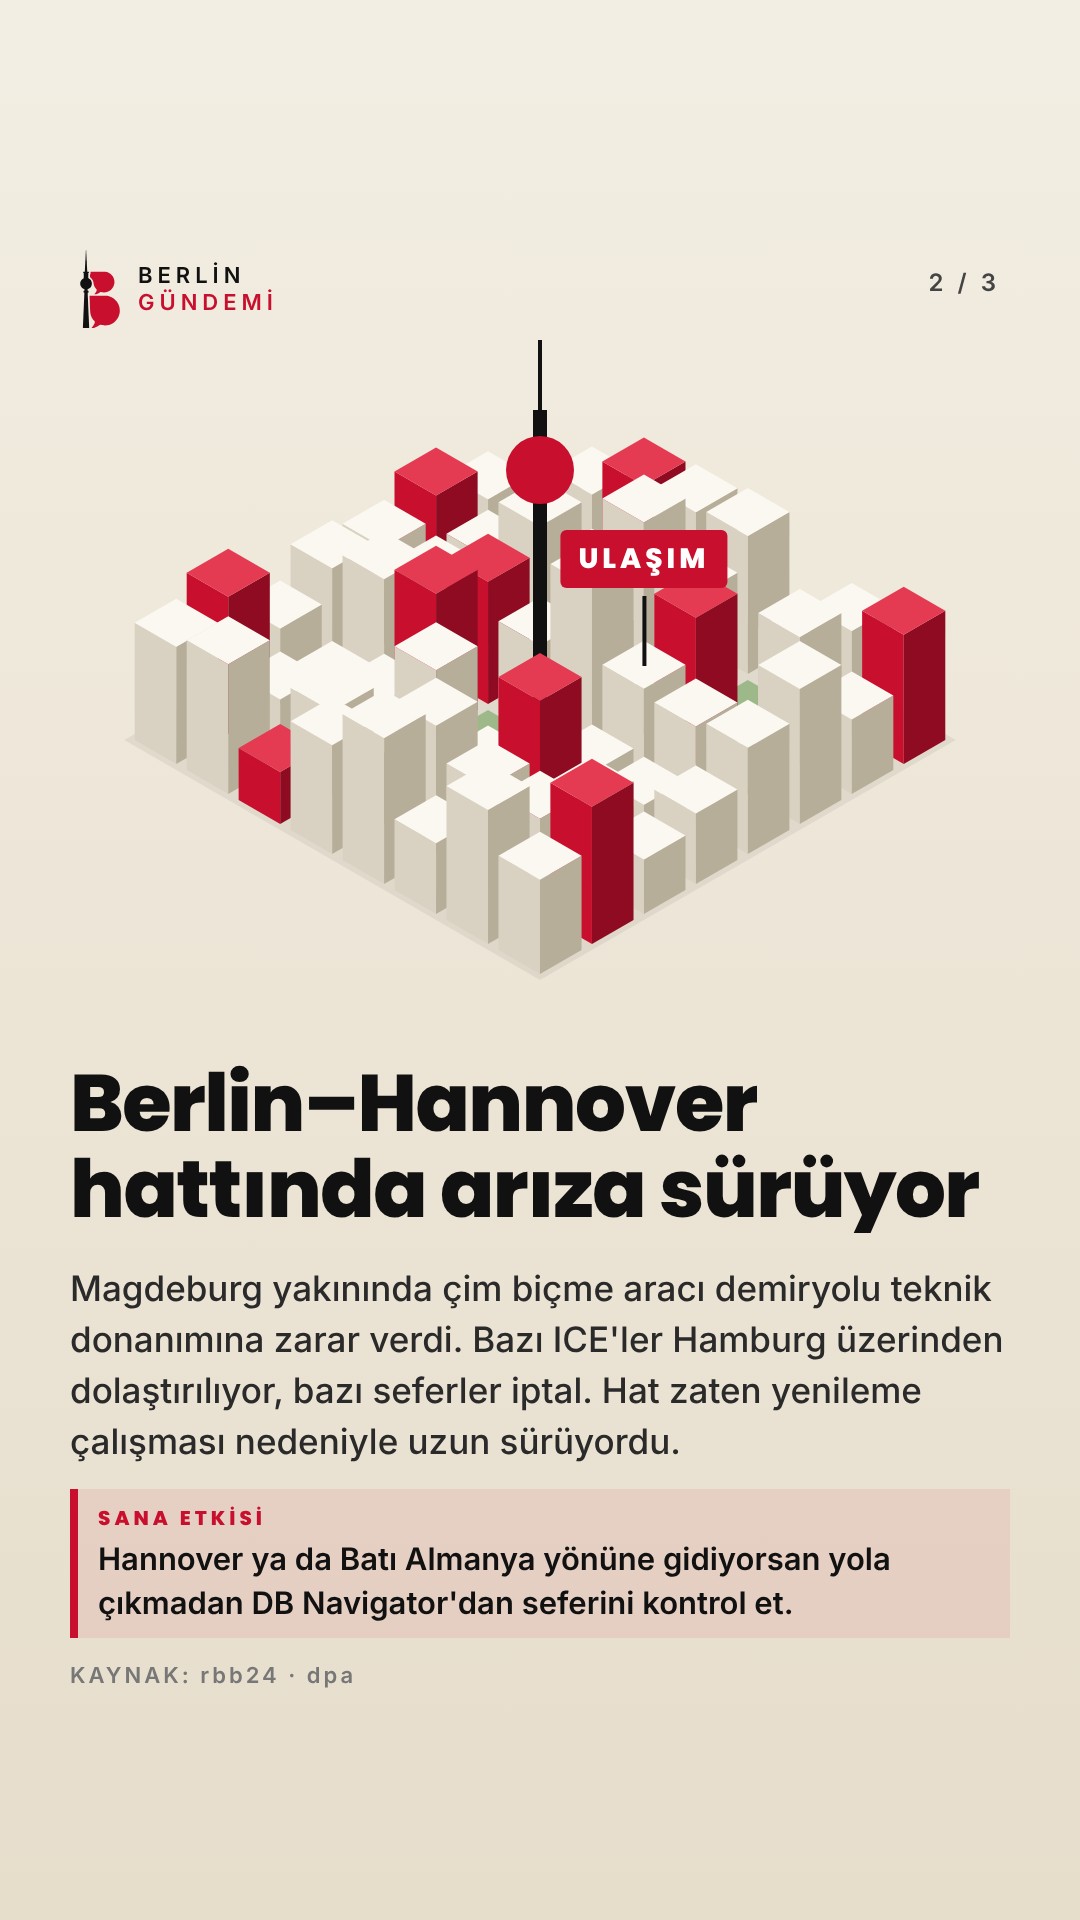 BERLİN
GÜNDEMİ
2 / 3
ULAŞIM
Berlin–Hannover
hattında arıza sürüyor
Magdeburg yakınında çim biçme aracı demiryolu teknik
donanımına zarar verdi. Bazı ICE'ler Hamburg üzerinden
dolaştırılıyor, bazı seferler iptal. Hat zaten yenileme
çalışması nedeniyle uzun sürüyordu.
SANA ETKİSİ
Hannover ya da Batı Almanya yönüne gidiyorsan yola
çıkmadan DB Navigator'dan seferini kontrol et.
KAYNAK: rbb24 · dpa